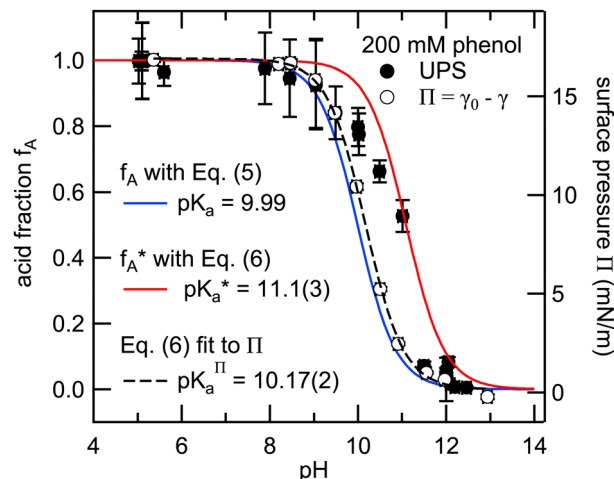 200 mM phenol
UPS
Π = γ₀ - γ
f_A with Eq. (5)
pK_a = 9.99
f_A* with Eq. (6)
pK_a* = 11.1(3)
Eq. (6) fit to Π
pK_a^Π = 10.17(2)
acid fraction f_A
1.0
0.8
0.6
0.4
0.2
0.0
surface pressure Π (mN/m)
15
10
5
0
4 6 8 10 12 14
pH